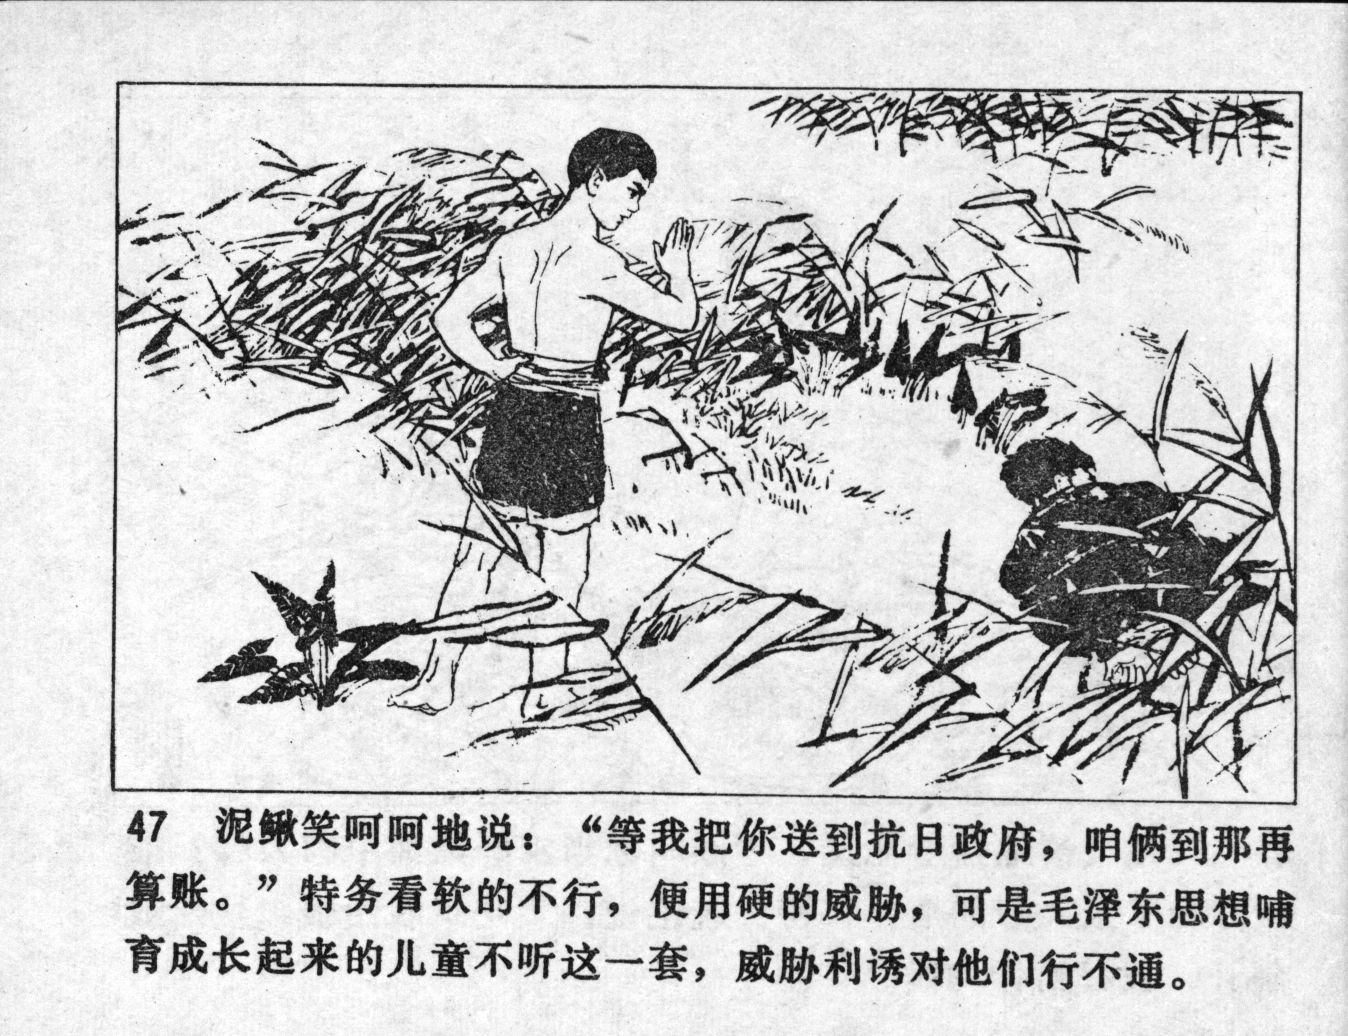 47 泥鳅笑呵呵地说：“等我把你送到抗日政府，咱俩到那再
算账。”特务看软的不行，便用硬的威胁，可是毛泽东思想哺
育成长起来的儿童不听这一套，威胁利诱对他们行不通。